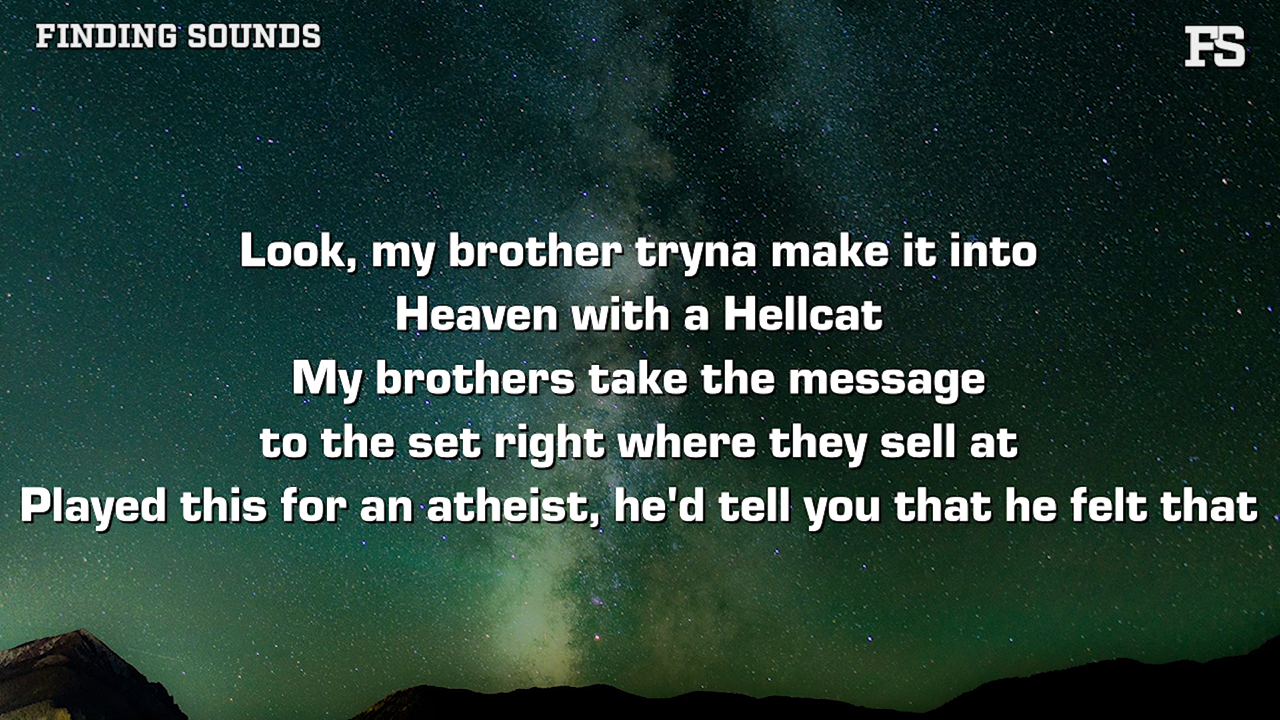 FINDING SOUNDS
FS
Look, my brother tryna make it into
Heaven with a Hellcat
My brothers take the message
to the set right where they sell at
Played this for an atheist, he'd tell you that he felt that